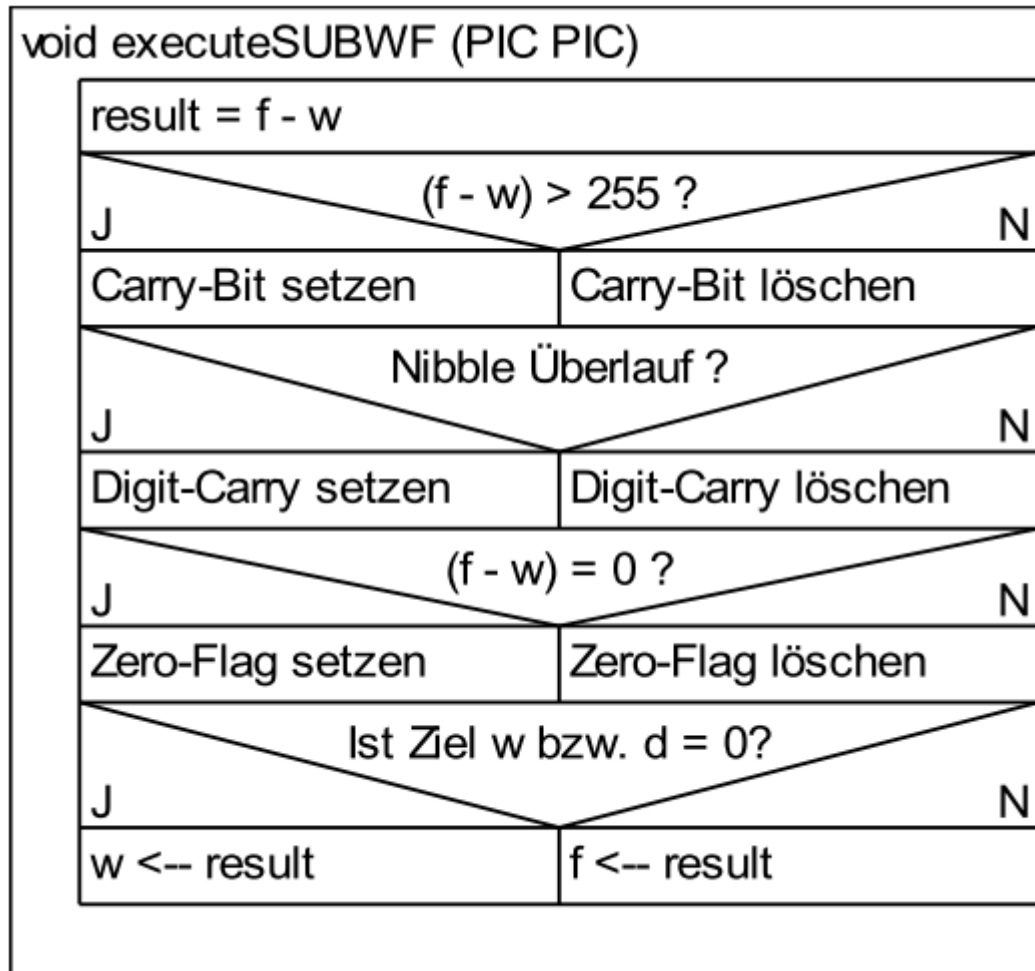 void executeSUBWF (PIC PIC)
result = f - w
(f - w) > 255 ?
J N
Carry-Bit setzen Carry-Bit löschen
Nibble Überlauf ?
J N
Digit-Carry setzen Digit-Carry löschen
(f - w) = 0 ?
J N
Zero-Flag setzen Zero-Flag löschen
Ist Ziel w bzw. d = 0?
J N
w <-- result f <-- result